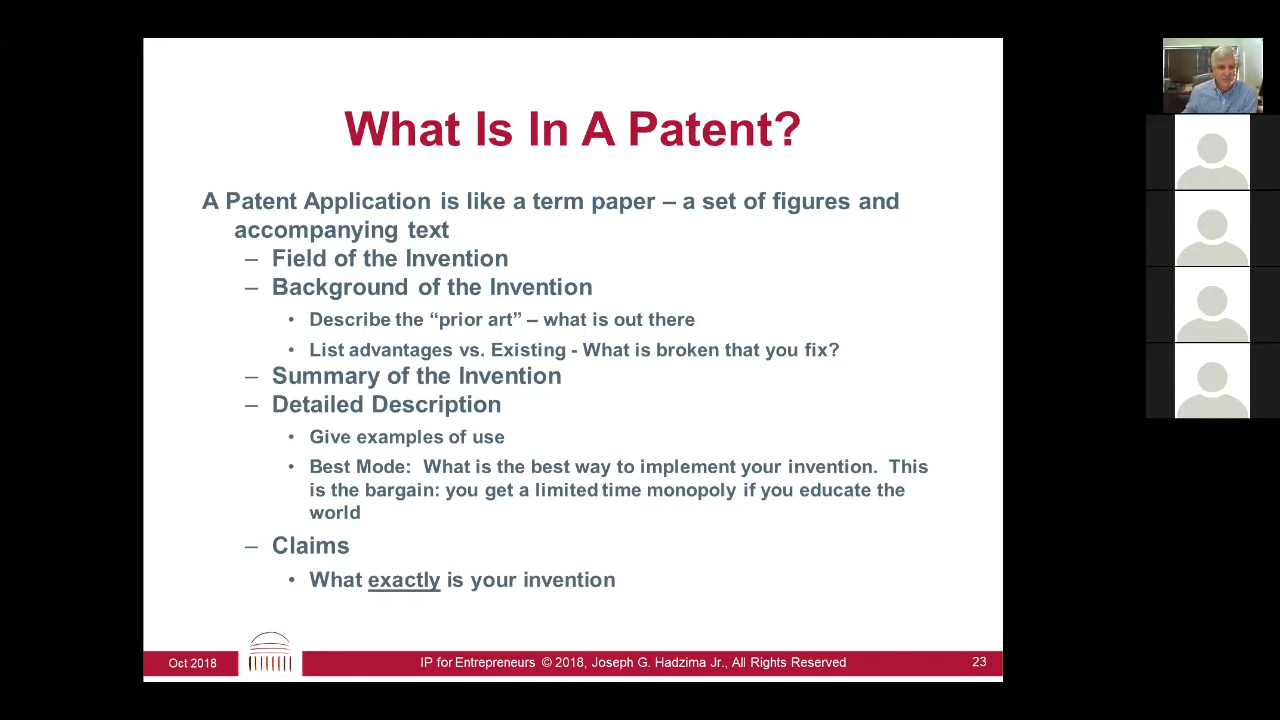 What Is In A Patent?
A Patent Application is like a term paper – a set of figures and
accompanying text
– Field of the Invention
– Background of the Invention
• Describe the “prior art” – what is out there
• List advantages vs. Existing - What is broken that you fix?
– Summary of the Invention
– Detailed Description
• Give examples of use
• Best Mode: What is the best way to implement your invention. This
is the bargain: you get a limited time monopoly if you educate the
world
– Claims
• What exactly is your invention
Oct 2018
IP for Entrepreneurs © 2018, Joseph G. Hadzima Jr., All Rights Reserved
23